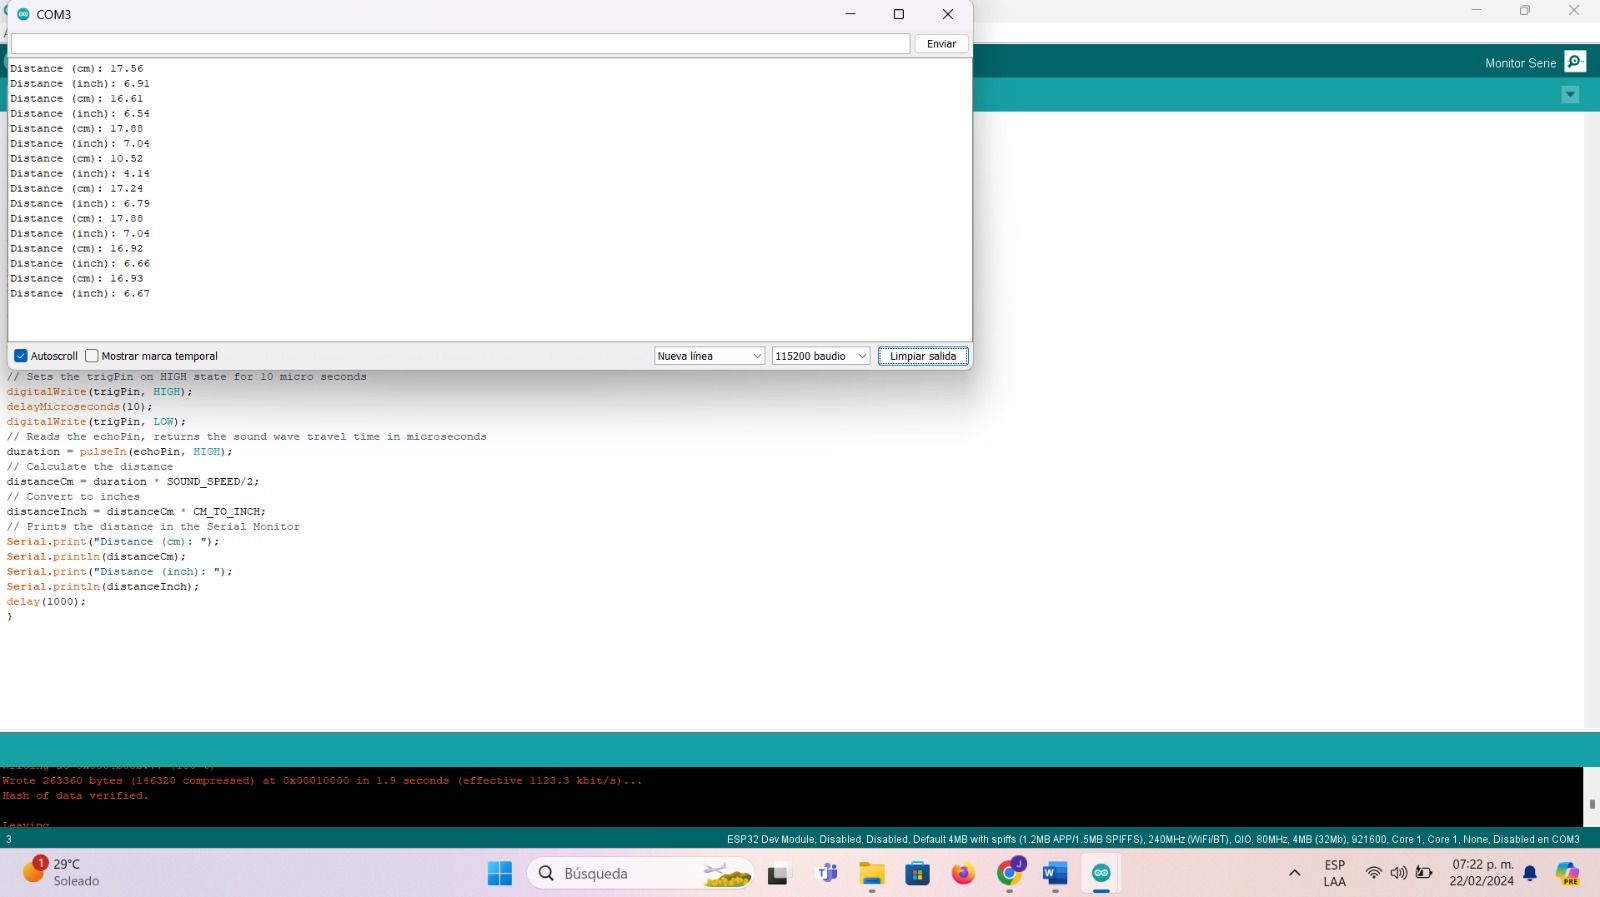 COM3
Enviar
Monitor Serie
Distance (cm): 17.56
Distance (inch): 6.91
Distance (cm): 16.61
Distance (inch): 6.54
Distance (cm): 17.88
Distance (inch): 7.04
Distance (cm): 10.52
Distance (inch): 4.14
Distance (cm): 17.24
Distance (inch): 6.79
Distance (cm): 17.88
Distance (inch): 7.04
Distance (cm): 16.92
Distance (inch): 6.66
Distance (cm): 16.93
Distance (inch): 6.67
Autoscroll Mostrar marca temporal Nueva línea 115200 baudio Limpiar salida
// Sets the trigPin on HIGH state for 10 micro seconds
digitalWrite(trigPin, HIGH);
delayMicroseconds(10);
digitalWrite(trigPin, LOW);
// Reads the echoPin, returns the sound wave travel time in microseconds
duration = pulseIn(echoPin, HIGH);
// Calculate the distance
distanceCm = duration * SOUND_SPEED/2;
// Convert to inches
distanceInch = distanceCm * CM_TO_INCH;
// Prints the distance in the Serial Monitor
Serial.print("Distance (cm): ");
Serial.println(distanceCm);
Serial.print("Distance (inch): ");
Serial.println(distanceInch);
delay(1000);
}
Wrote 263360 bytes (146320 compressed) at 0x00010000 in 1.9 seconds (effective 1123.3 kbit/s)...
Hash of data verified.
Leaving
3 ESP32 Dev Module, Disabled, Disabled, Default 4MB with spiffs (1.2MB APP/1.5MB SPIFFS), 240MHz (WiFi/BT), QIO, 80MHz, 4MB (32Mb), 921600, Core 1, Core 1, None, Disabled en COM3
1 29°C
Soleado
Búsqueda
J
W
ESP
LAA
07:22 p. m.
22/02/2024
PRE